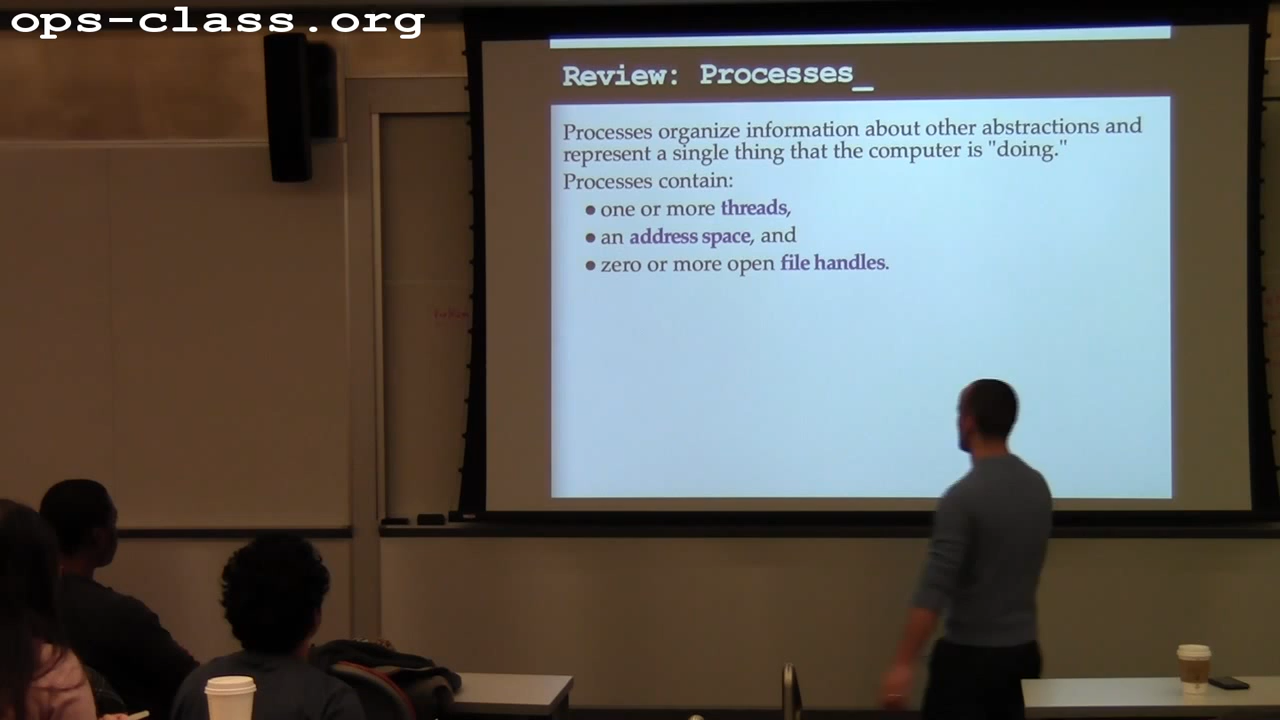 ops-class.org
Review: Processes_
Processes organize information about other abstractions and
represent a single thing that the computer is "doing."
Processes contain:
● one or more threads,
● an address space, and
● zero or more open file handles.